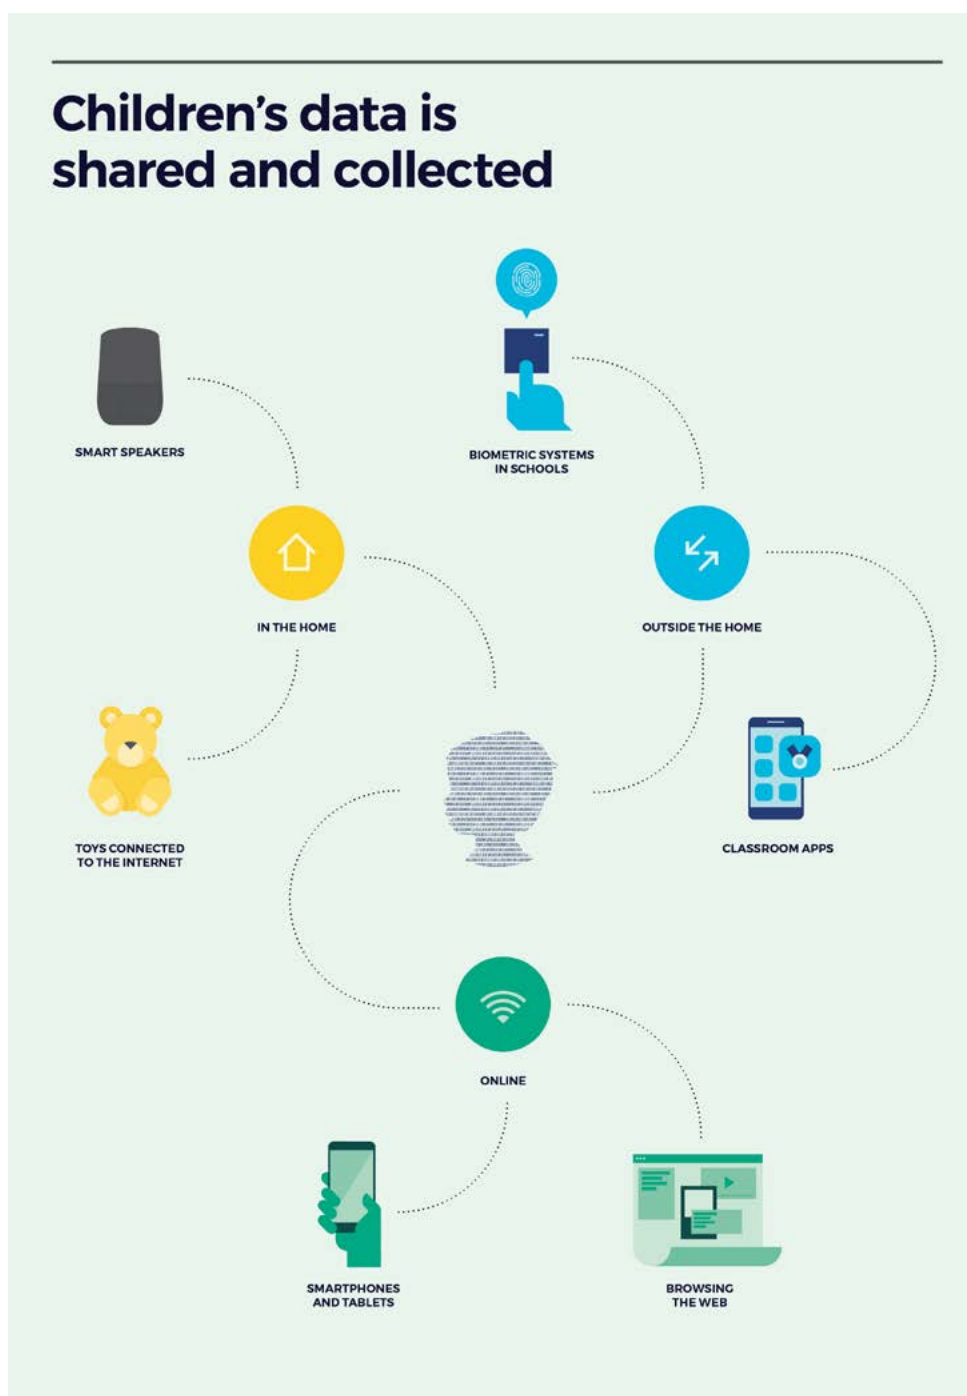 Children’s data is
shared and collected
SMART SPEAKERS
BIOMETRIC SYSTEMS
IN SCHOOLS
IN THE HOME
OUTSIDE THE HOME
TOYS CONNECTED
TO THE INTERNET
CLASSROOM APPS
ONLINE
SMARTPHONES
AND TABLETS
BROWSING
THE WEB